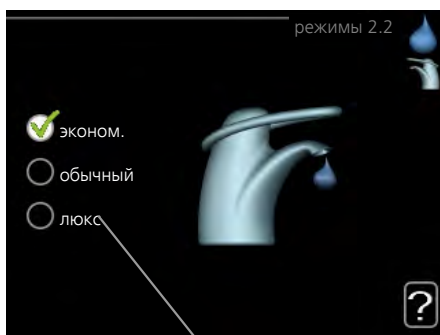 режимы 2.2
эконом.
обычный
люкс
?